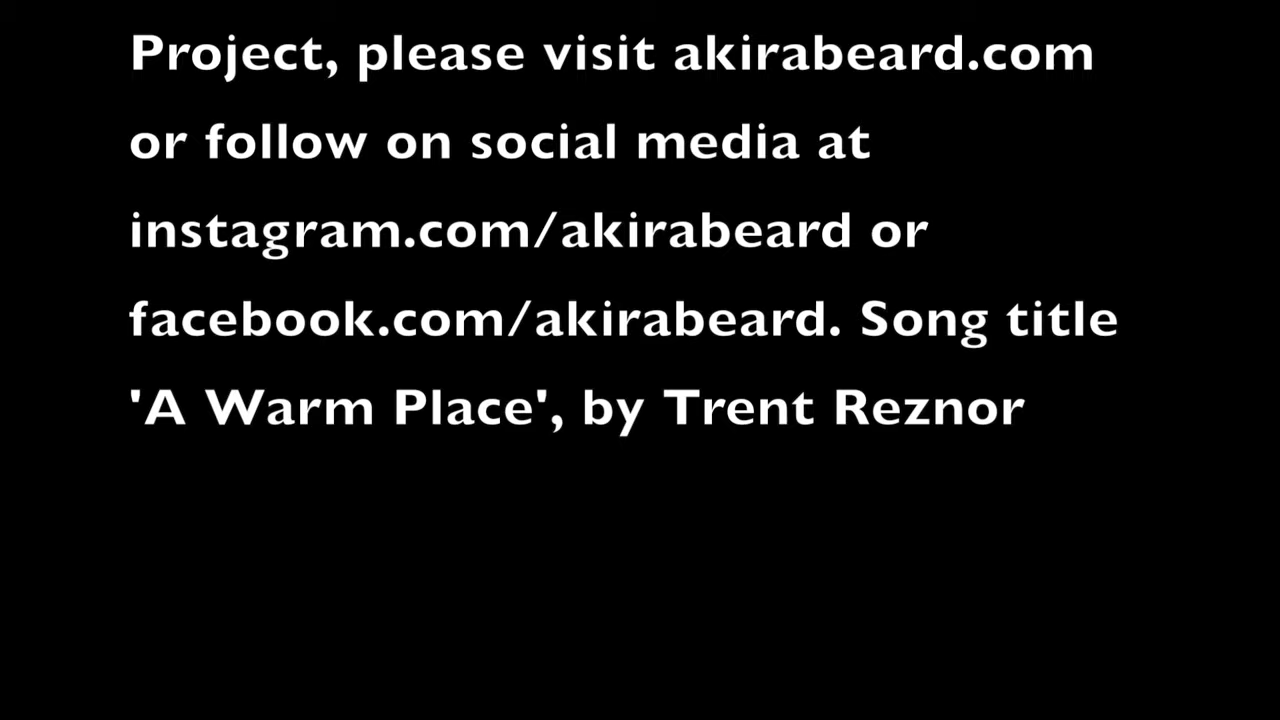 Project, please visit akirabeard.com
or follow on social media at
instagram.com/akirabeard or
facebook.com/akirabeard. Song title
'A Warm Place', by Trent Reznor